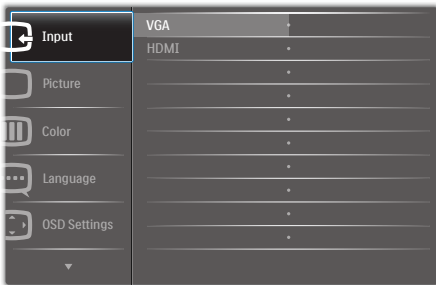 Input
Picture
Color
Language
OSD Settings
VGA
HDMI